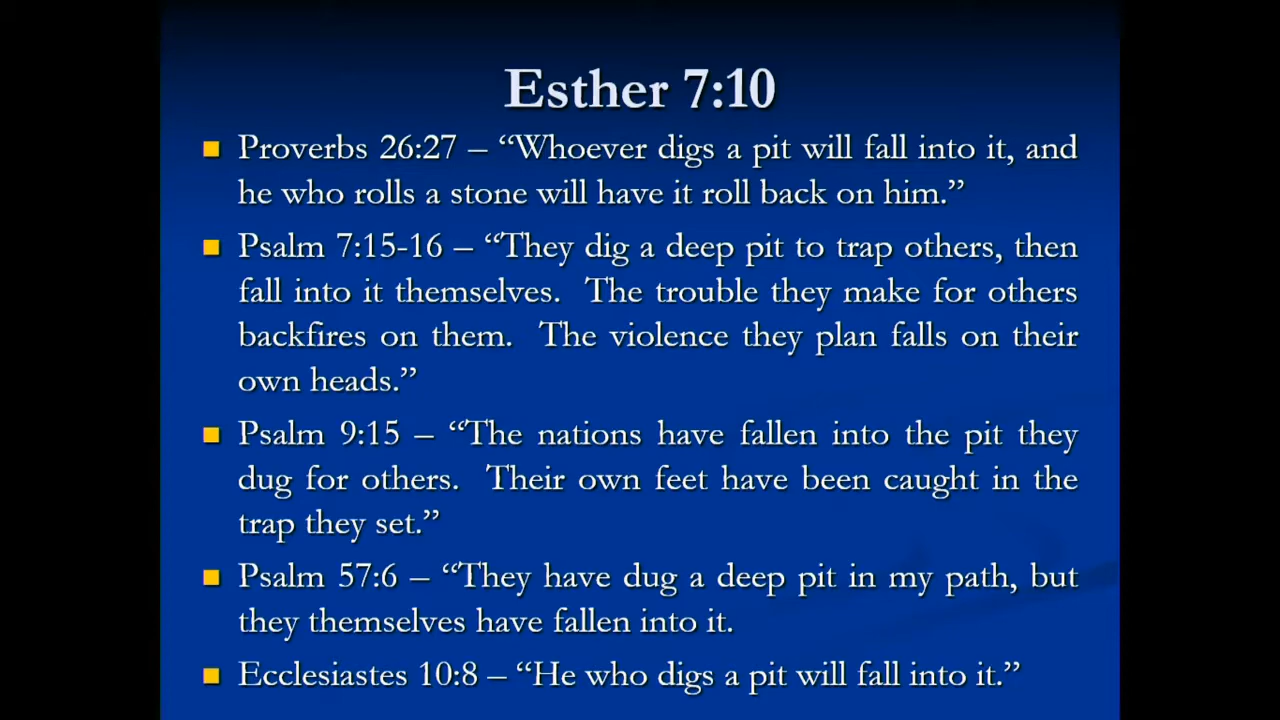 Esther 7:10
Proverbs 26:27 – “Whoever digs a pit will fall into it, and
he who rolls a stone will have it roll back on him.”
Psalm 7:15-16 – “They dig a deep pit to trap others, then
fall into it themselves.  The trouble they make for others
backfires on them.  The violence they plan falls on their
own heads.”
Psalm 9:15 – “The nations have fallen into the pit they
dug for others.  Their own feet have been caught in the
trap they set.”
Psalm 57:6 – “They have dug a deep pit in my path, but
they themselves have fallen into it.
Ecclesiastes 10:8 – “He who digs a pit will fall into it.”